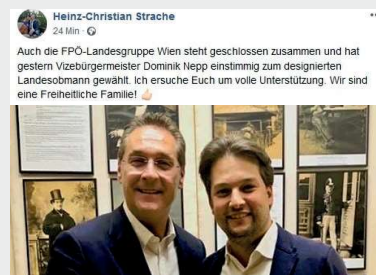 Heinz-Christian Strache
24 Min ·
Auch die FPÖ-Landesgruppe Wien steht geschlossen zusammen und hat
gestern Vizebürgermeister Dominik Nepp einstimmig zum designierten
Landesobmann gewählt. Ich ersuche Euch um volle Unterstützung. Wir sind
eine Freiheitliche Familie! 👍